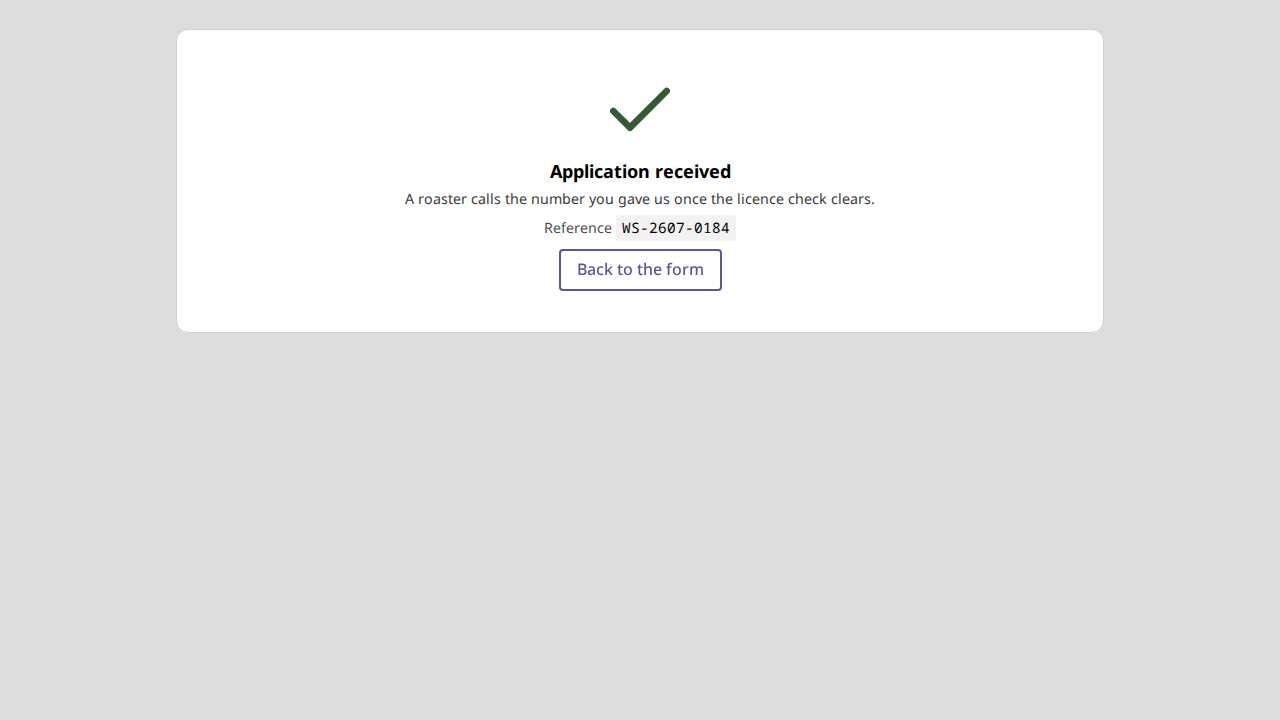 Application received
A roaster calls the number you gave us once the licence check clears.
Reference WS-2607-0184
Back to the form